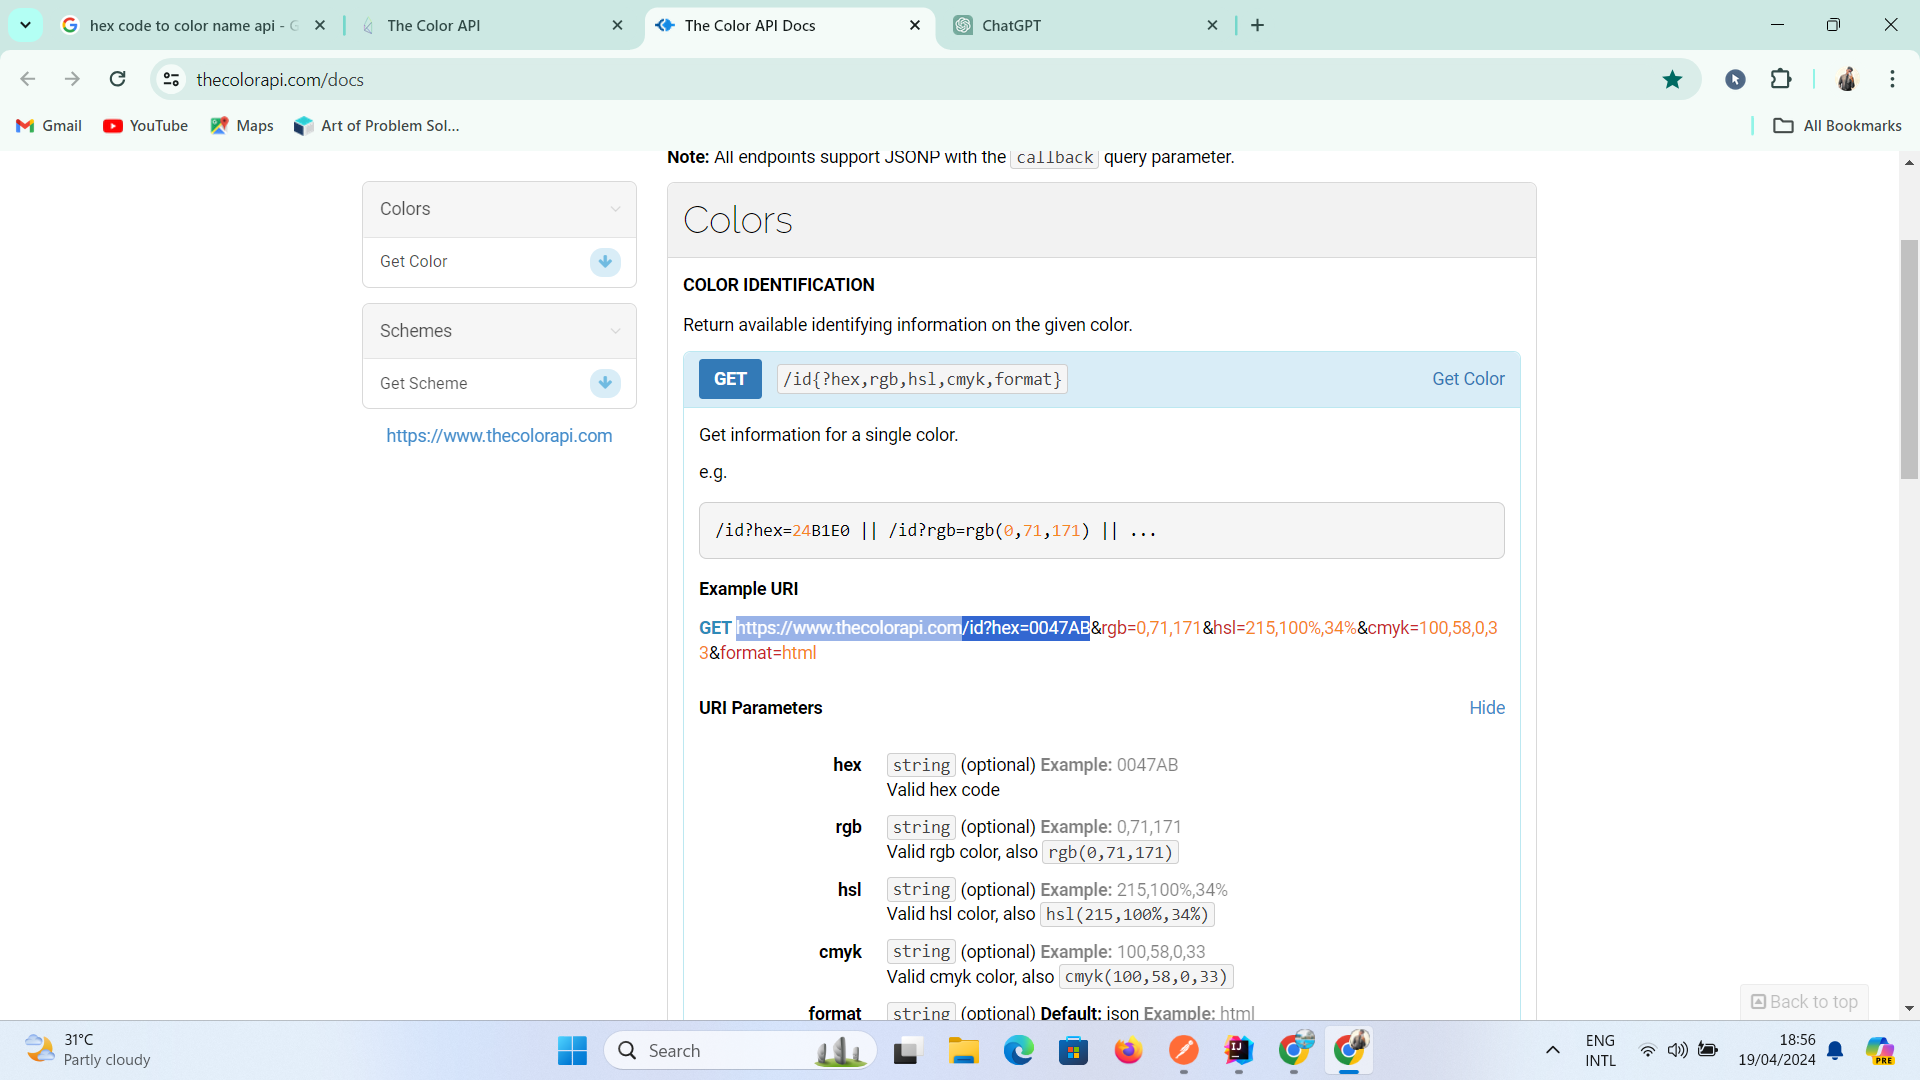 hex code to color name api - G
The Color API
The Color API Docs
ChatGPT
thecolorapi.com/docs
Gmail
YouTube
Maps
Art of Problem Sol...
All Bookmarks
Note: All endpoints support JSONP with the callback query parameter.
Colors
Get Color
Schemes
Get Scheme
https://www.thecolorapi.com
Colors
COLOR IDENTIFICATION
Return available identifying information on the given color.
GET /id{?hex,rgb,hsl,cmyk,format} Get Color
Get information for a single color.
e.g.
/id?hex=24B1E0 || /id?rgb=rgb(0,71,171) || ...
Example URI
GET https://www.thecolorapi.com/id?hex=0047AB&rgb=0,71,171&hsl=215,100%,34%&cmyk=100,58,0,3
3&format=html
URI Parameters Hide
hex string (optional) Example: 0047AB
Valid hex code
rgb string (optional) Example: 0,71,171
Valid rgb color, also rgb(0,71,171)
hsl string (optional) Example: 215,100%,34%
Valid hsl color, also hsl(215,100%,34%)
cmyk string (optional) Example: 100,58,0,33
Valid cmyk color, also cmyk(100,58,0,33)
format string (optional) Default: json Example: html
Back to top
31°C
Partly cloudy
Search
ENG
INTL
18:56
19/04/2024
PRE